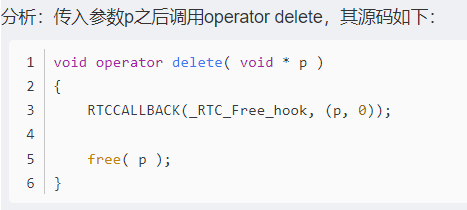 分析：传入参数p之后调用operator delete，其源码如下：
1 void operator delete( void * p )
2 {
3     RTCCALLBACK(_RTC_Free_hook, (p, 0));
4
5     free( p );
6 }